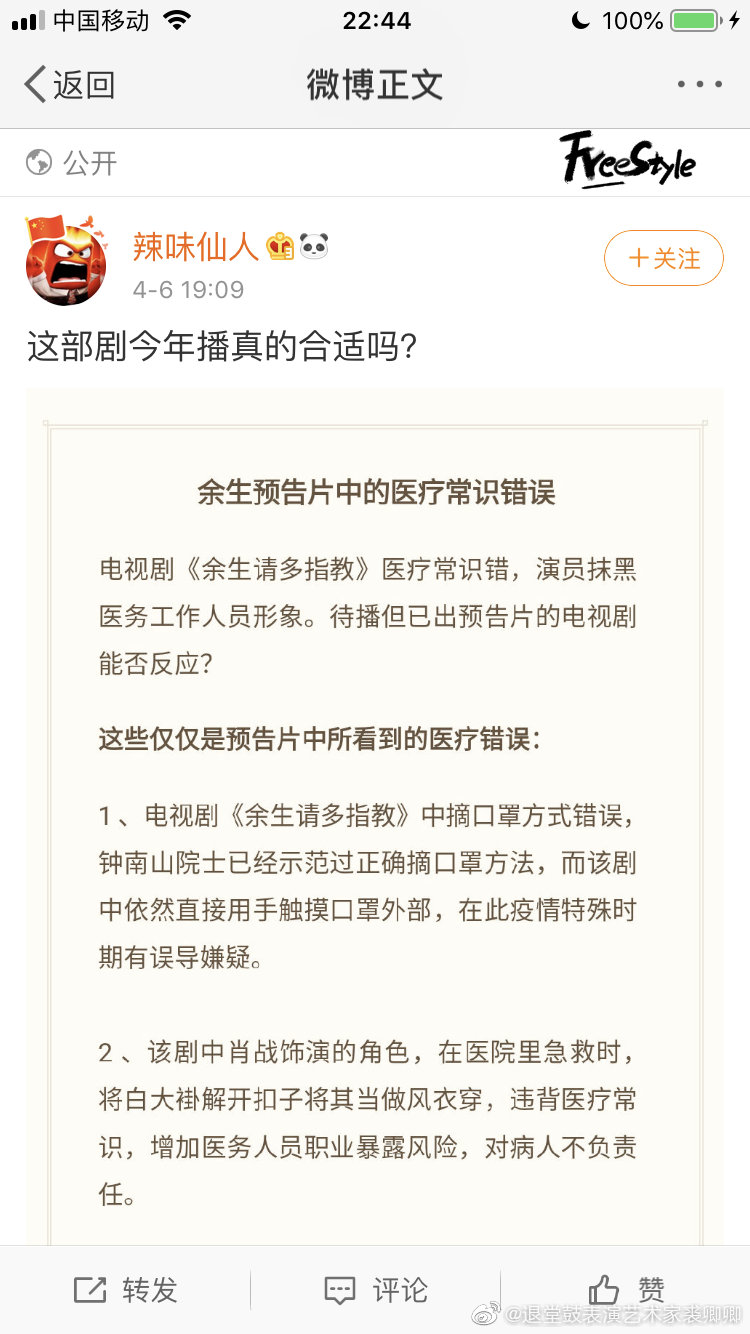 中国移动 22:44 100%
返回 微博正文
公开 FreeStyle
辣味仙人
+关注
4-6 19:09
这部剧今年播真的合适吗?
余生预告片中的医疗常识错误
电视剧《余生请多指教》医疗常识错，演员抹黑
医务工作人员形象。待播但已出预告片的电视剧
能否反应?
这些仅仅是预告片中所看到的医疗错误：
1 、电视剧《余生请多指教》中摘口罩方式错误，
钟南山院士已经示范过正确摘口罩方法，而该剧
中依然直接用手触摸口罩外部，在此疫情特殊时
期有误导嫌疑。
2 、该剧中肖战饰演的角色，在医院里急救时，
将白大褂解开扣子将其当做风衣穿，违背医疗常
识，增加医务人员职业暴露风险，对病人不负责
任。
转发 评论 赞
@退堂鼓表演艺术家裘卿卿